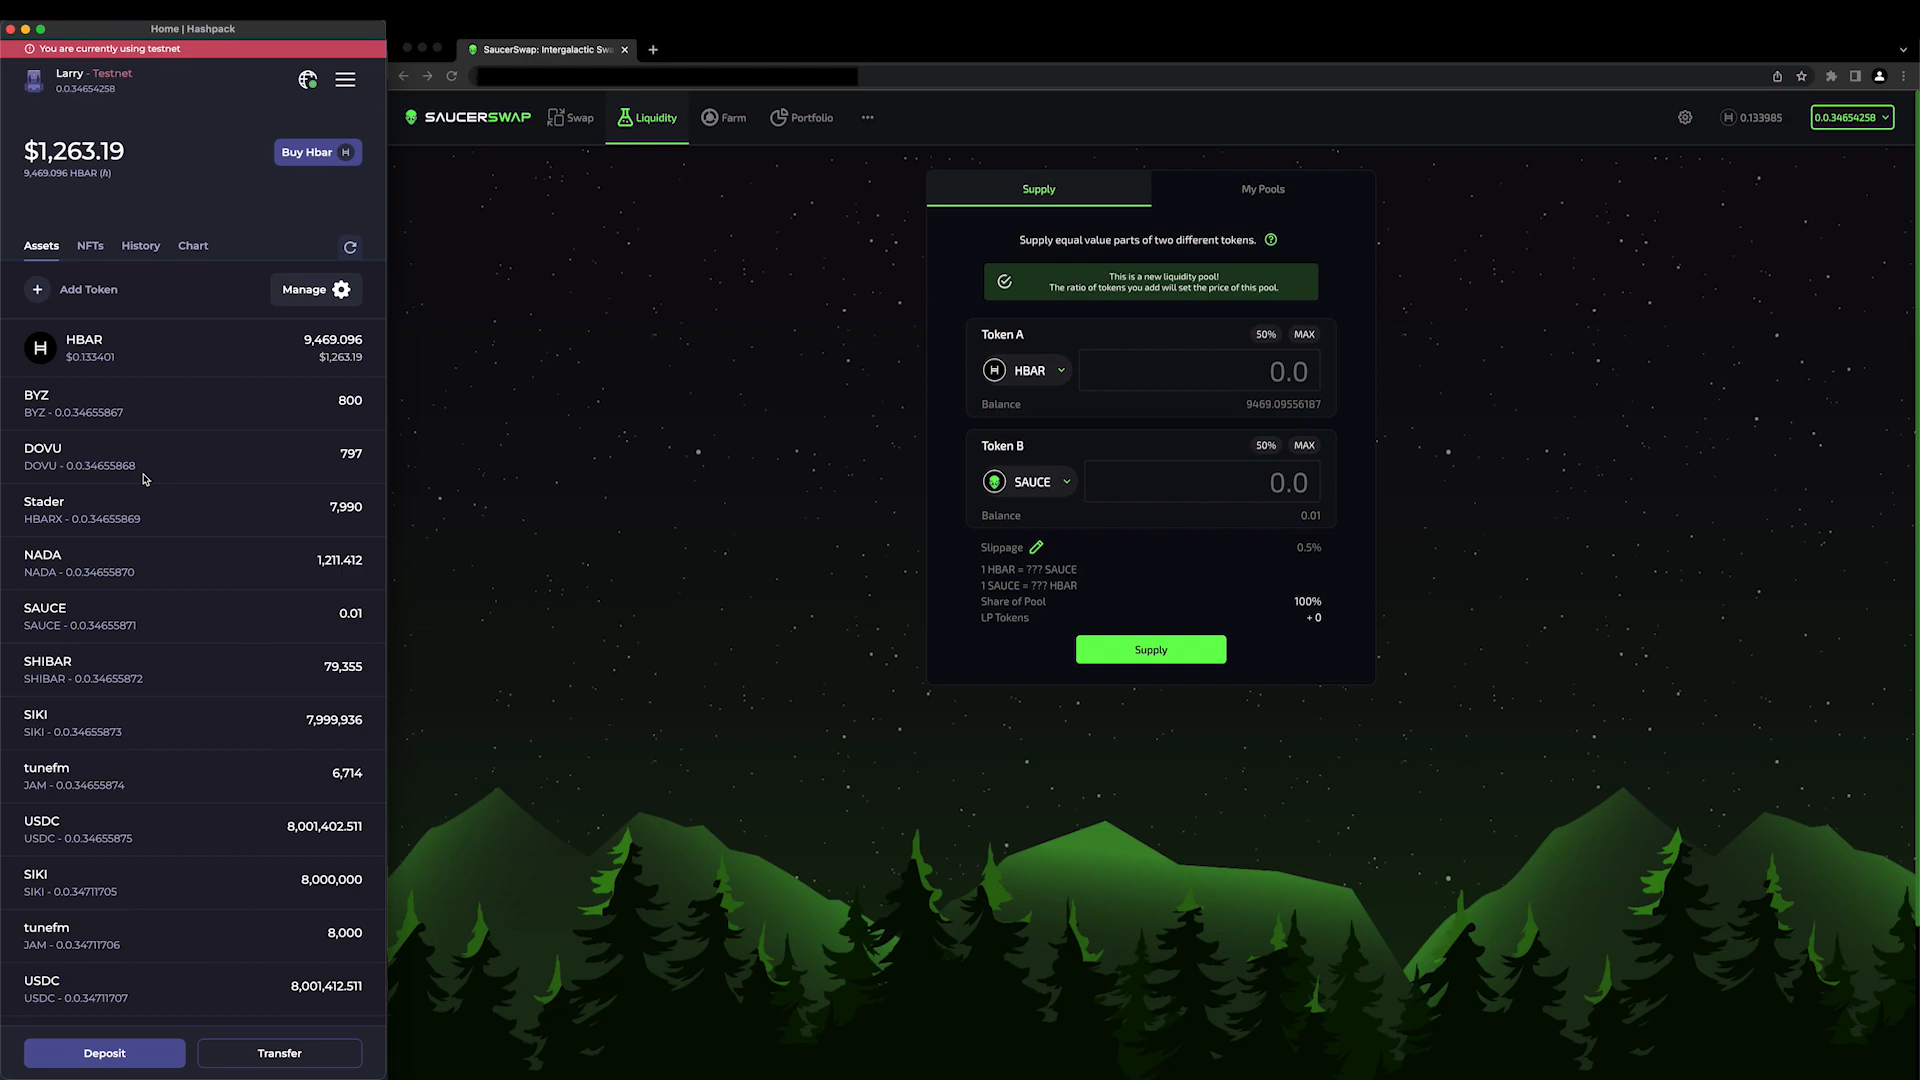 Home | Hashpack
You are currently using testnet
Larry - Testnet
0.0.34654258
$1,263.19
9,469.096 HBAR (ℏ)
Buy Hbar
Assets
NFTs
History
Chart
Add Token
Manage
HBAR
$0.133401
9,469.096
$1,263.19
BYZ
BYZ - 0.0.34655867
800
DOVU
DOVU - 0.0.34655868
797
Stader
HBARX - 0.0.34655869
7,990
NADA
NADA - 0.0.34655870
1,211.412
SAUCE
SAUCE - 0.0.34655871
0.01
SHIBAR
SHIBAR - 0.0.34655872
79,355
SIKI
SIKI - 0.0.34655873
7,999,936
tunefm
JAM - 0.0.34655874
6,714
USDC
USDC - 0.0.34655875
8,001,402.511
SIKI
SIKI - 0.0.34711705
8,000,000
tunefm
JAM - 0.0.34711706
8,000
USDC
USDC - 0.0.34711707
8,001,412.511
Deposit
Transfer
SaucerSwap: Intergalactic Swa
SAUCERSWAP
Swap
Liquidity
Farm
Portfolio
0.133985
0.0.34654258
Supply
My Pools
Supply equal value parts of two different tokens.
This is a new liquidity pool!
The ratio of tokens you add will set the price of this pool.
Token A
50%
MAX
HBAR
0.0
Balance
9469.09556187
Token B
50%
MAX
SAUCE
0.0
Balance
0.01
Slippage
0.5%
1 HBAR = ??? SAUCE
1 SAUCE = ??? HBAR
Share of Pool
100%
LP Tokens
+ 0
Supply